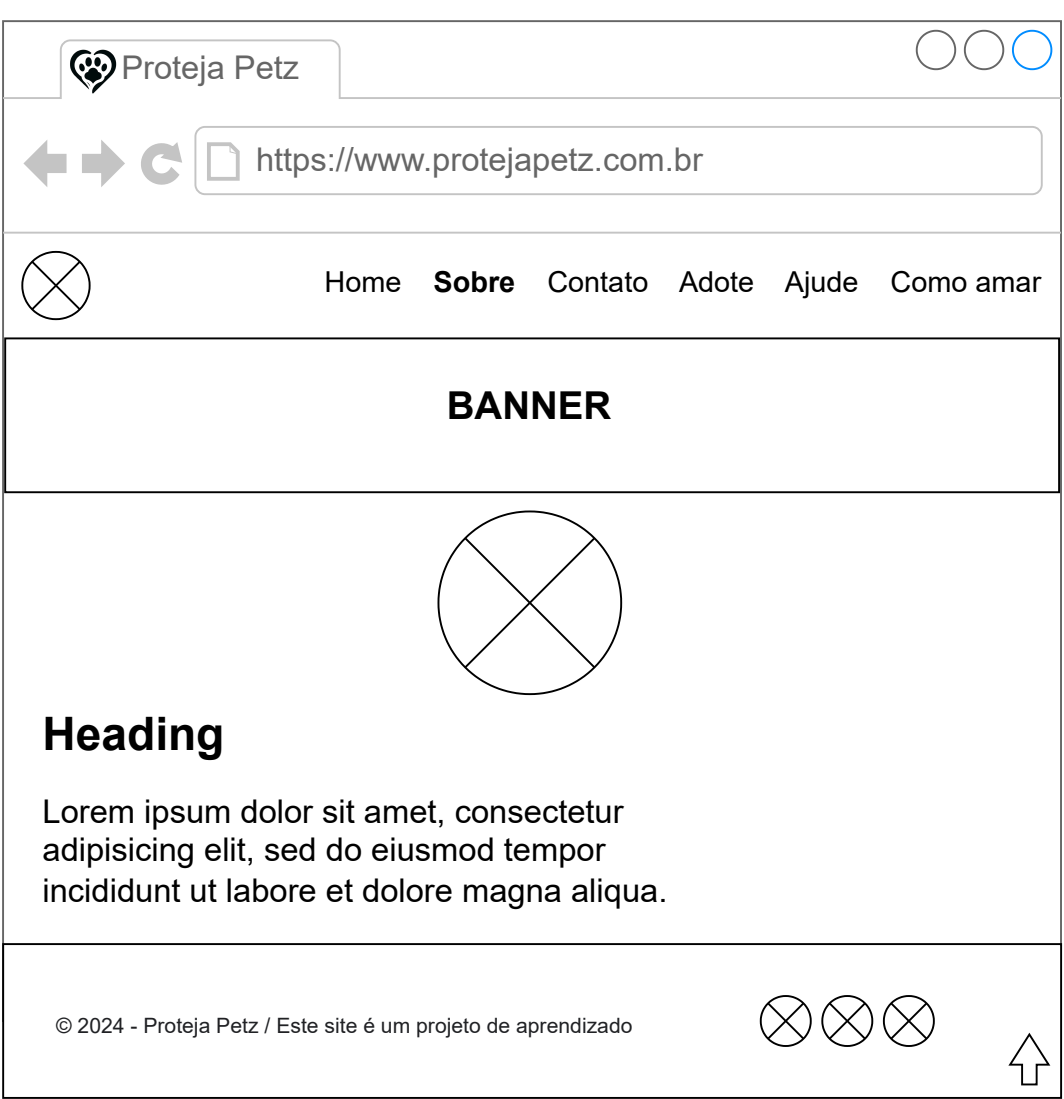 Proteja Petz
https://www.protejapetz.com.br
Home Sobre Contato Adote Ajude Como amar
BANNER
Heading
Lorem ipsum dolor sit amet, consectetur
adipisicing elit, sed do eiusmod tempor
incididunt ut labore et dolore magna aliqua.
© 2024 - Proteja Petz / Este site é um projeto de aprendizado